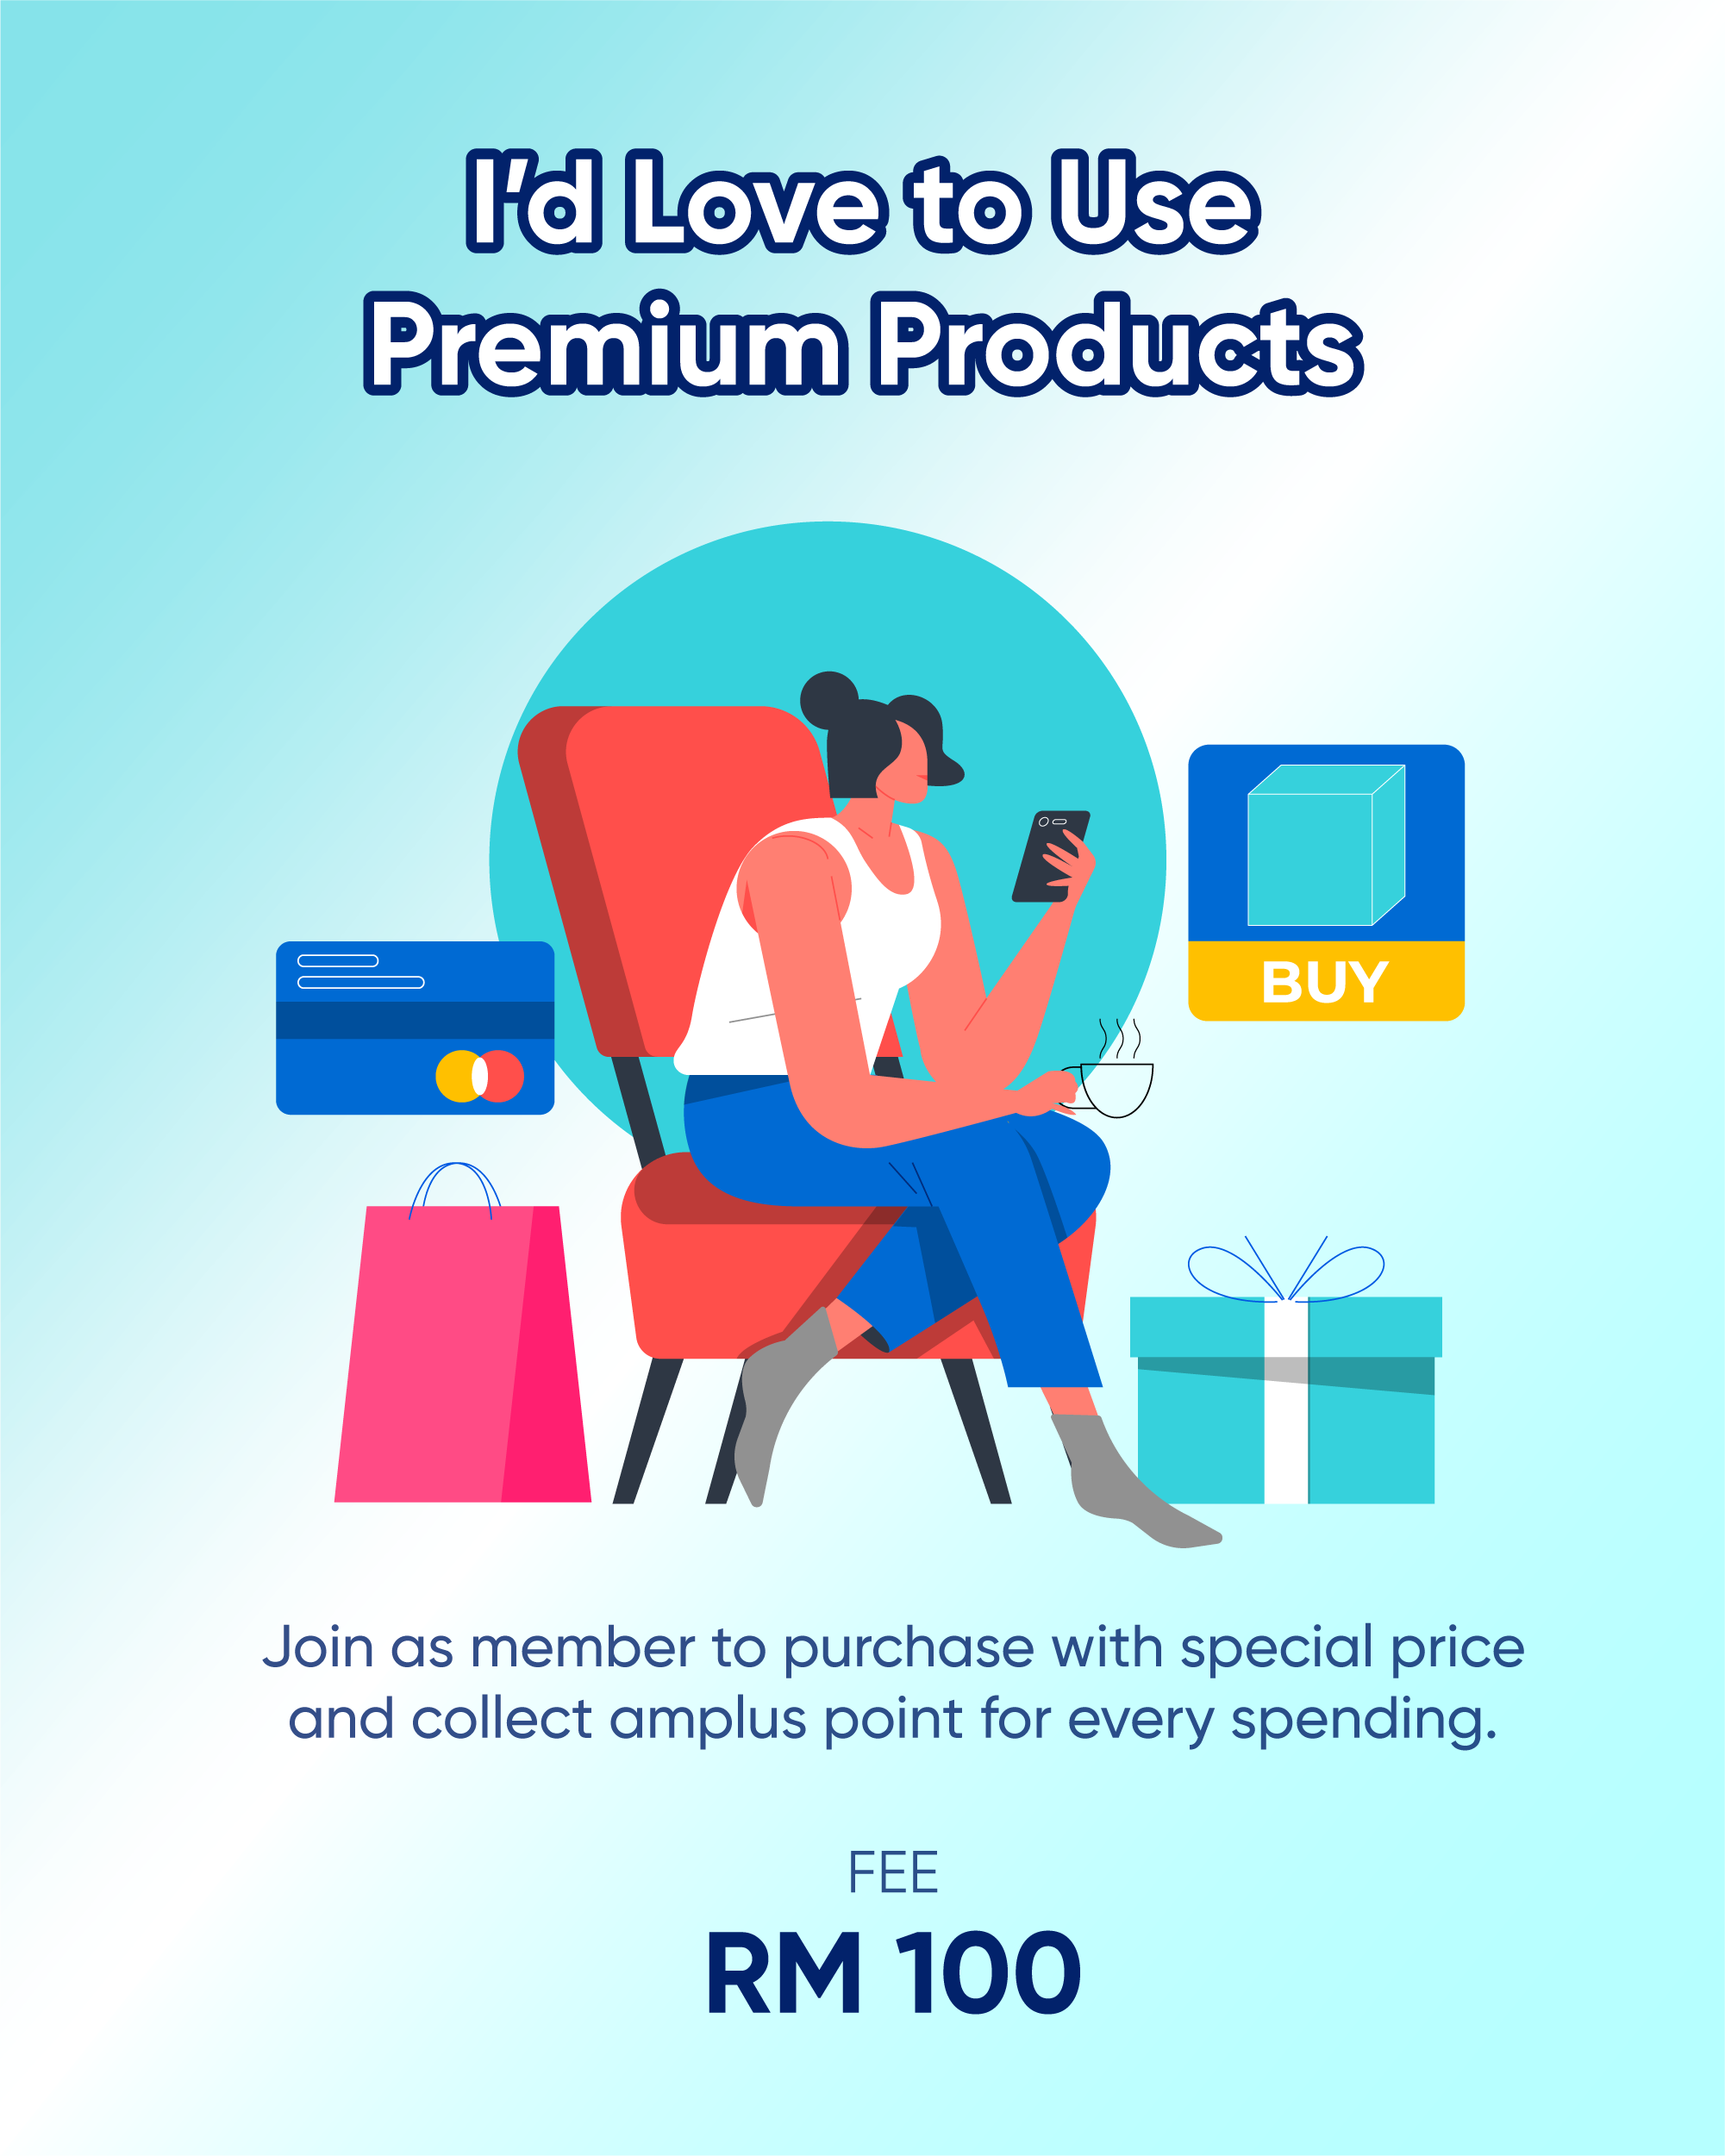 I’d Love to Use
Premium Products
BUY
Join as member to purchase with special price
and collect amplus point for every spending.
FEE
RM 100